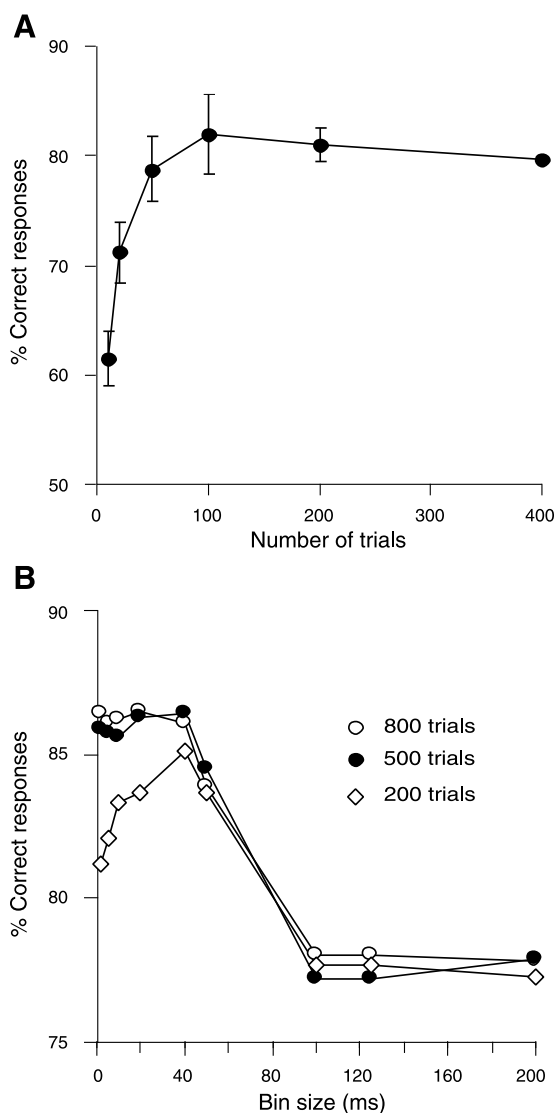 A
90
80
70
60
50
% Correct responses
0 100 200 300 400
Number of trials
B
90
85
80
75
% Correct responses
800 trials
500 trials
200 trials
0 40 80 120 160 200
Bin size (ms)